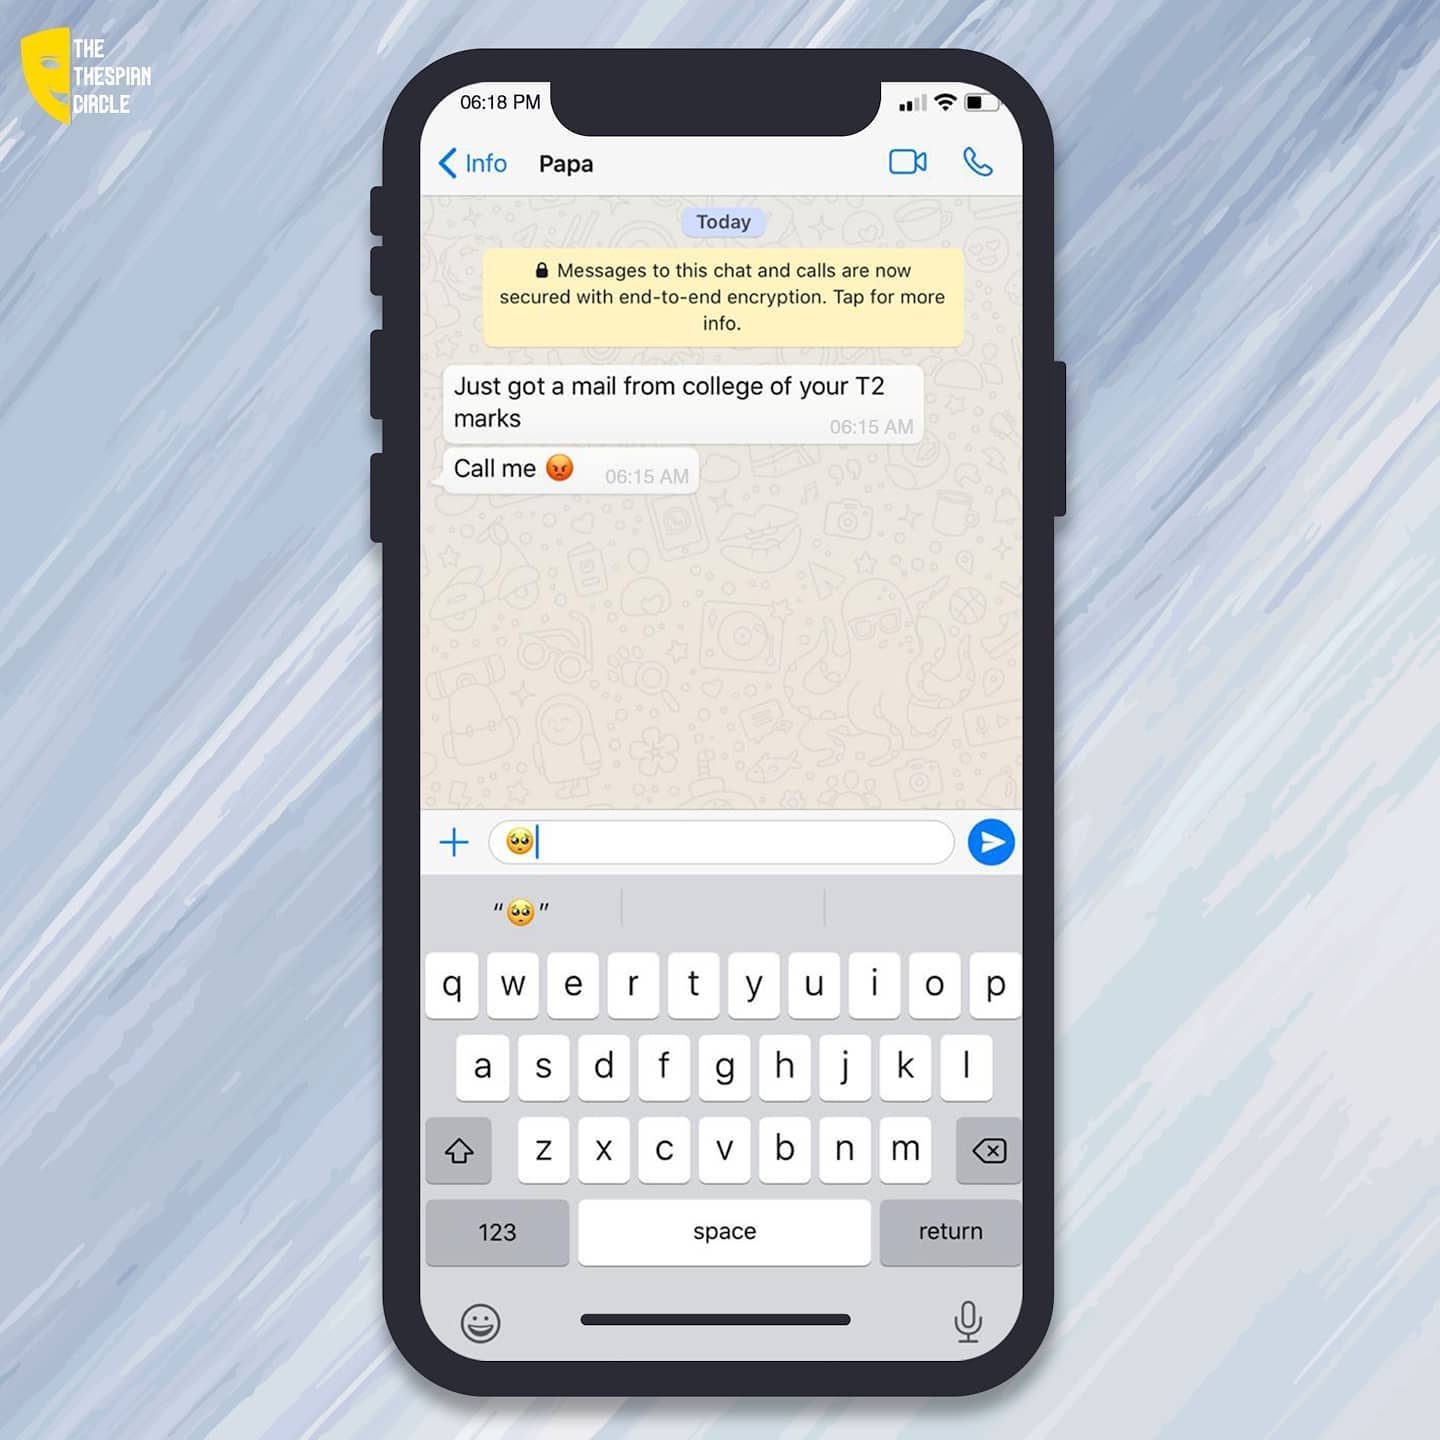 THE
THESPIAN
CIRCLE
06:18 PM
Info Papa
Today
🔒 Messages to this chat and calls are now
secured with end-to-end encryption. Tap for more
info.
Just got a mail from college of your T2
marks
06:15 AM
Call me 😡 06:15 AM
🥺
“🥺”
q w e r t y u i o p
a s d f g h j k l
z x c v b n m
123 space return